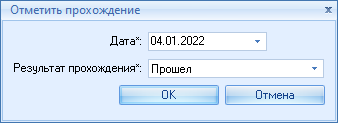 Отметить прохождение
Дата*: 04.01.2022
Результат прохождения*: Прошел
OK Отмена